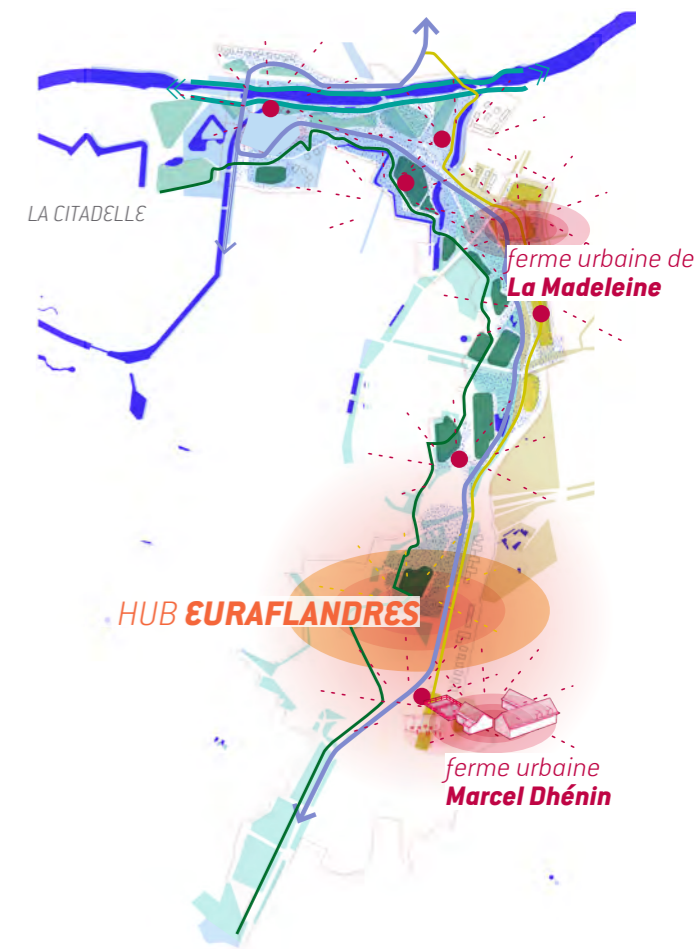 LA CITADELLE
ferme urbaine de
La Madeleine
HUB EURAFLANDRES
ferme urbaine
Marcel Dhénin